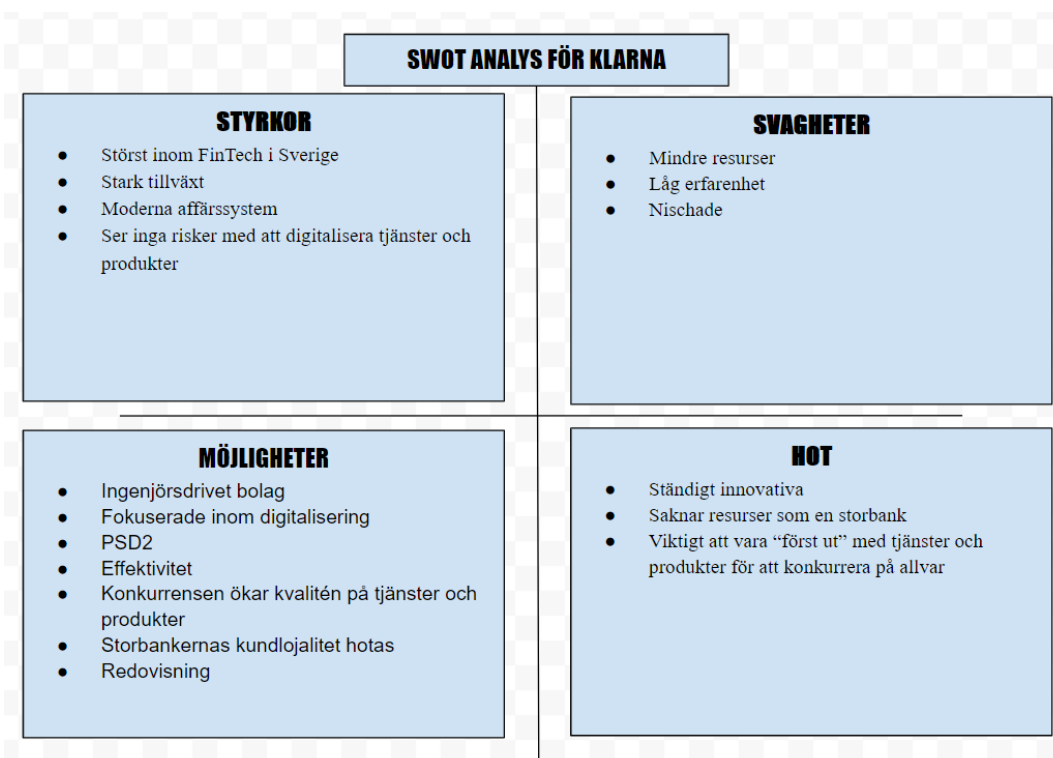 SWOT ANALYS FÖR KLARNA
STYRKOR
● Störst inom FinTech i Sverige
● Stark tillväxt
● Moderna affärssystem
● Ser inga risker med att digitalisera tjänster och
produkter
SVAGHETER
● Mindre resurser
● Låg erfarenhet
● Nischade
MÖJLIGHETER
● Ingenjörsdrivet bolag
● Fokuserade inom digitalisering
● PSD2
● Effektivitet
● Konkurrensen ökar kvalitén på tjänster och
produkter
● Storbankernas kundlojalitet hotas
● Redovisning
HOT
● Ständigt innovativa
● Saknar resurser som en storbank
● Viktigt att vara “först ut” med tjänster och
produkter för att konkurrera på allvar